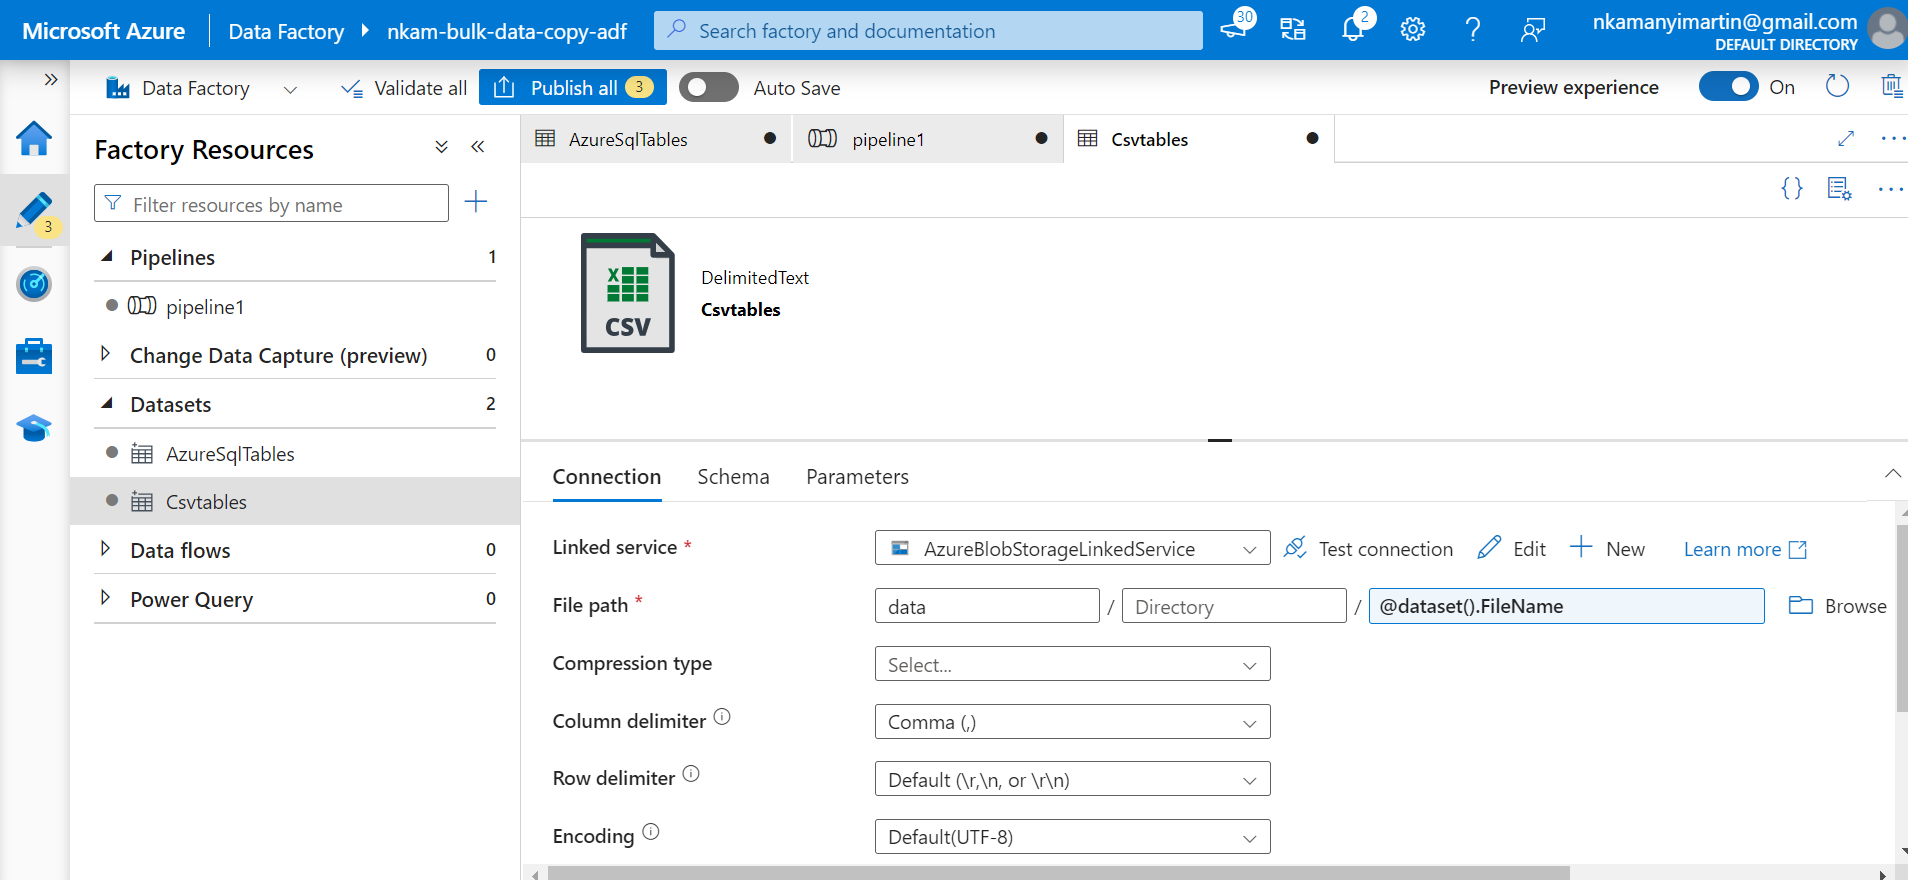 Microsoft Azure
Data Factory
nkam-bulk-data-copy-adf
Search factory and documentation
30
2
nkamanyimartin@gmail.com
DEFAULT DIRECTORY
Data Factory
Validate all
Publish all 3
Auto Save
Preview experience
On
3
Factory Resources
Filter resources by name
Pipelines 1
pipeline1
Change Data Capture (preview) 0
Datasets 2
AzureSqlTables
Csvtables
Data flows 0
Power Query 0
AzureSqlTables
pipeline1
Csvtables
{}
X
CSV
DelimitedText
Csvtables
Connection
Schema
Parameters
Linked service * AzureBlobStorageLinkedService Test connection Edit New Learn more
File path * data / Directory / @dataset().FileName Browse
Compression type Select...
Column delimiter Comma (,)
Row delimiter Default (\r,\n, or \r\n)
Encoding Default(UTF-8)